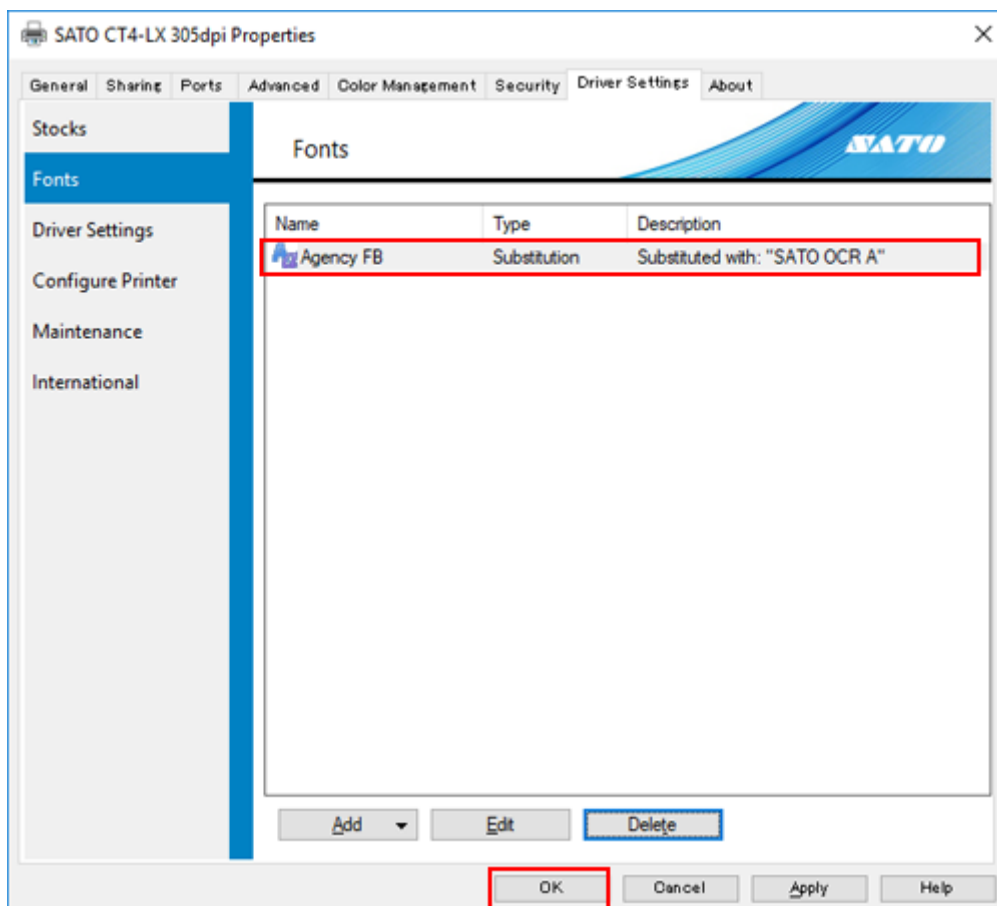 SATO CT4-LX 305dpi Properties
General Sharing Ports Advanced Color Management Security Driver Settings About
Stocks
Fonts
Driver Settings
Configure Printer
Maintenance
International
Fonts
SATO
Name Type Description
Agency FB Substitution Substituted with: "SATO OCR A"
Add Edit Delete
OK Cancel Apply Help